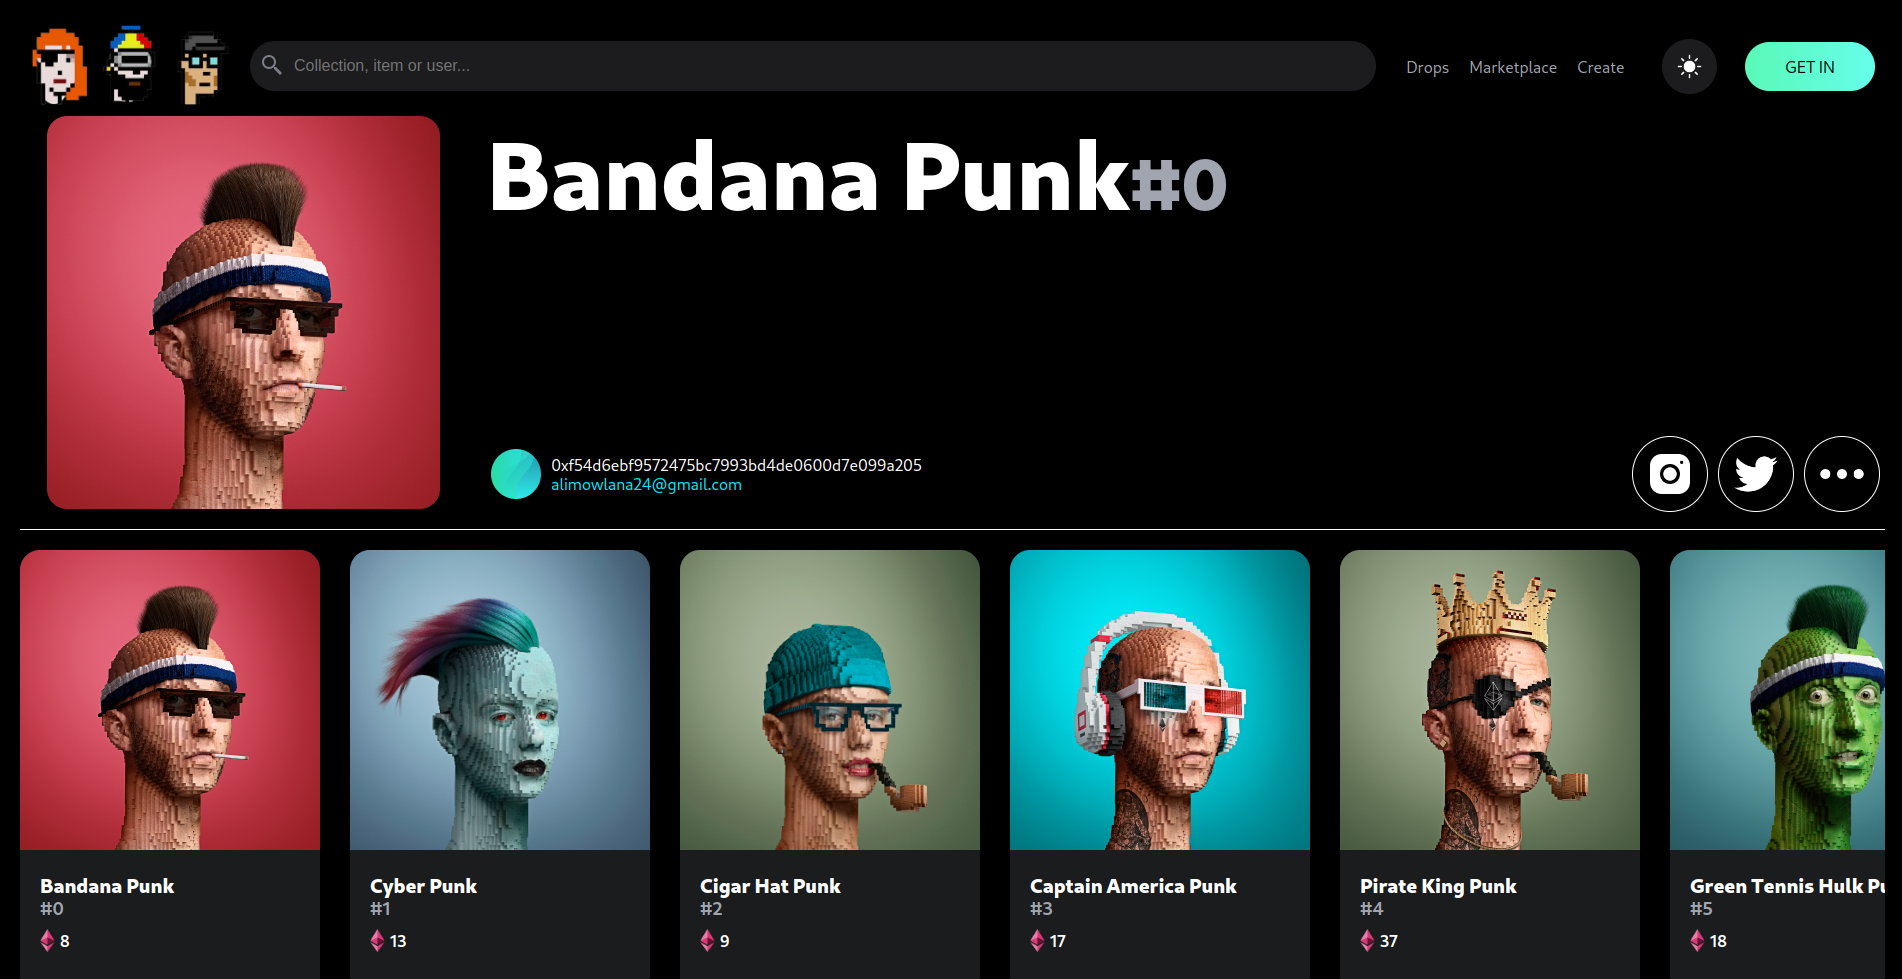 Collection, item or user...
Drops
Marketplace
Create
GET IN
Bandana Punk#0
0xf54d6ebf9572475bc7993bd4de0600d7e099a205
alimowlana24@gmail.com
Bandana Punk
#0
8
Cyber Punk
#1
13
Cigar Hat Punk
#2
9
Captain America Punk
#3
17
Pirate King Punk
#4
37
Green Tennis Hulk Pu
#5
18